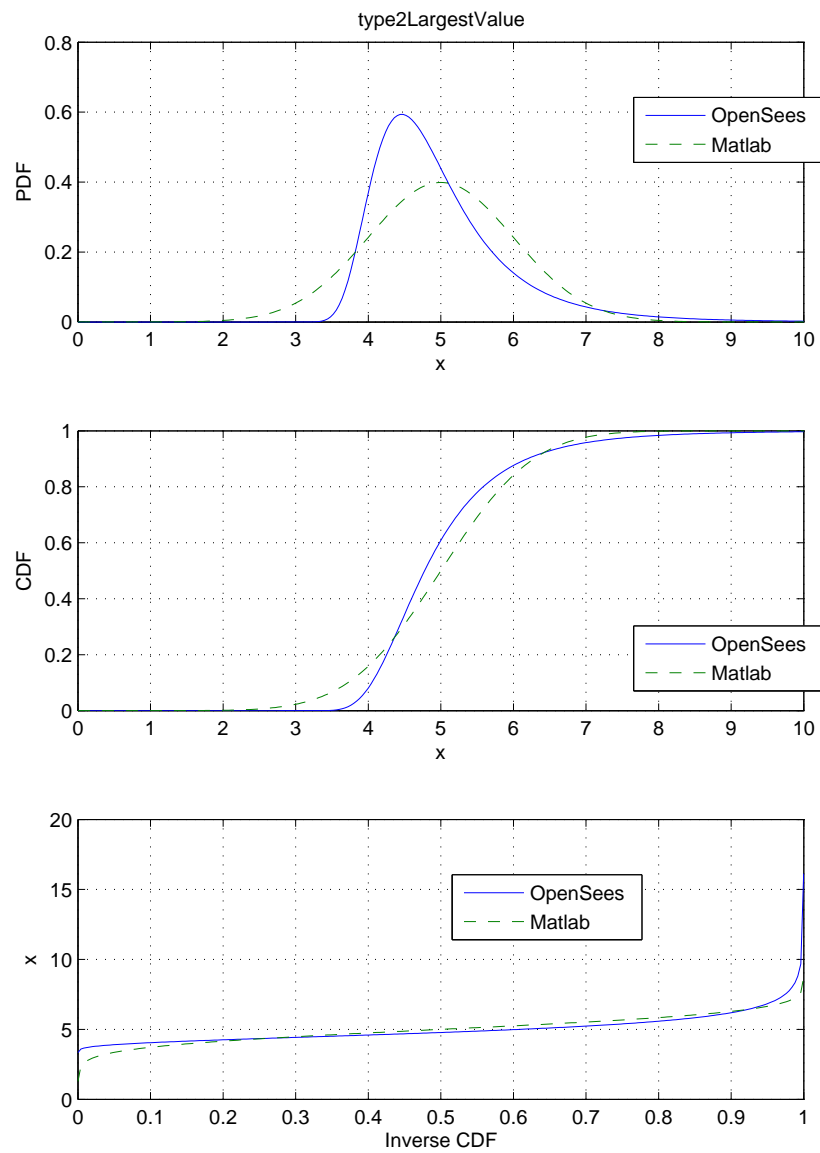 type2LargestValue
0.8
0.6
0.4
0.2
0
PDF
OpenSees
Matlab
0 1 2 3 4 5 6 7 8 9 10
x
1
0.8
0.6
0.4
0.2
0
CDF
OpenSees
Matlab
0 1 2 3 4 5 6 7 8 9 10
x
20
15
10
5
0
x
OpenSees
Matlab
0 0.1 0.2 0.3 0.4 0.5 0.6 0.7 0.8 0.9 1
Inverse CDF